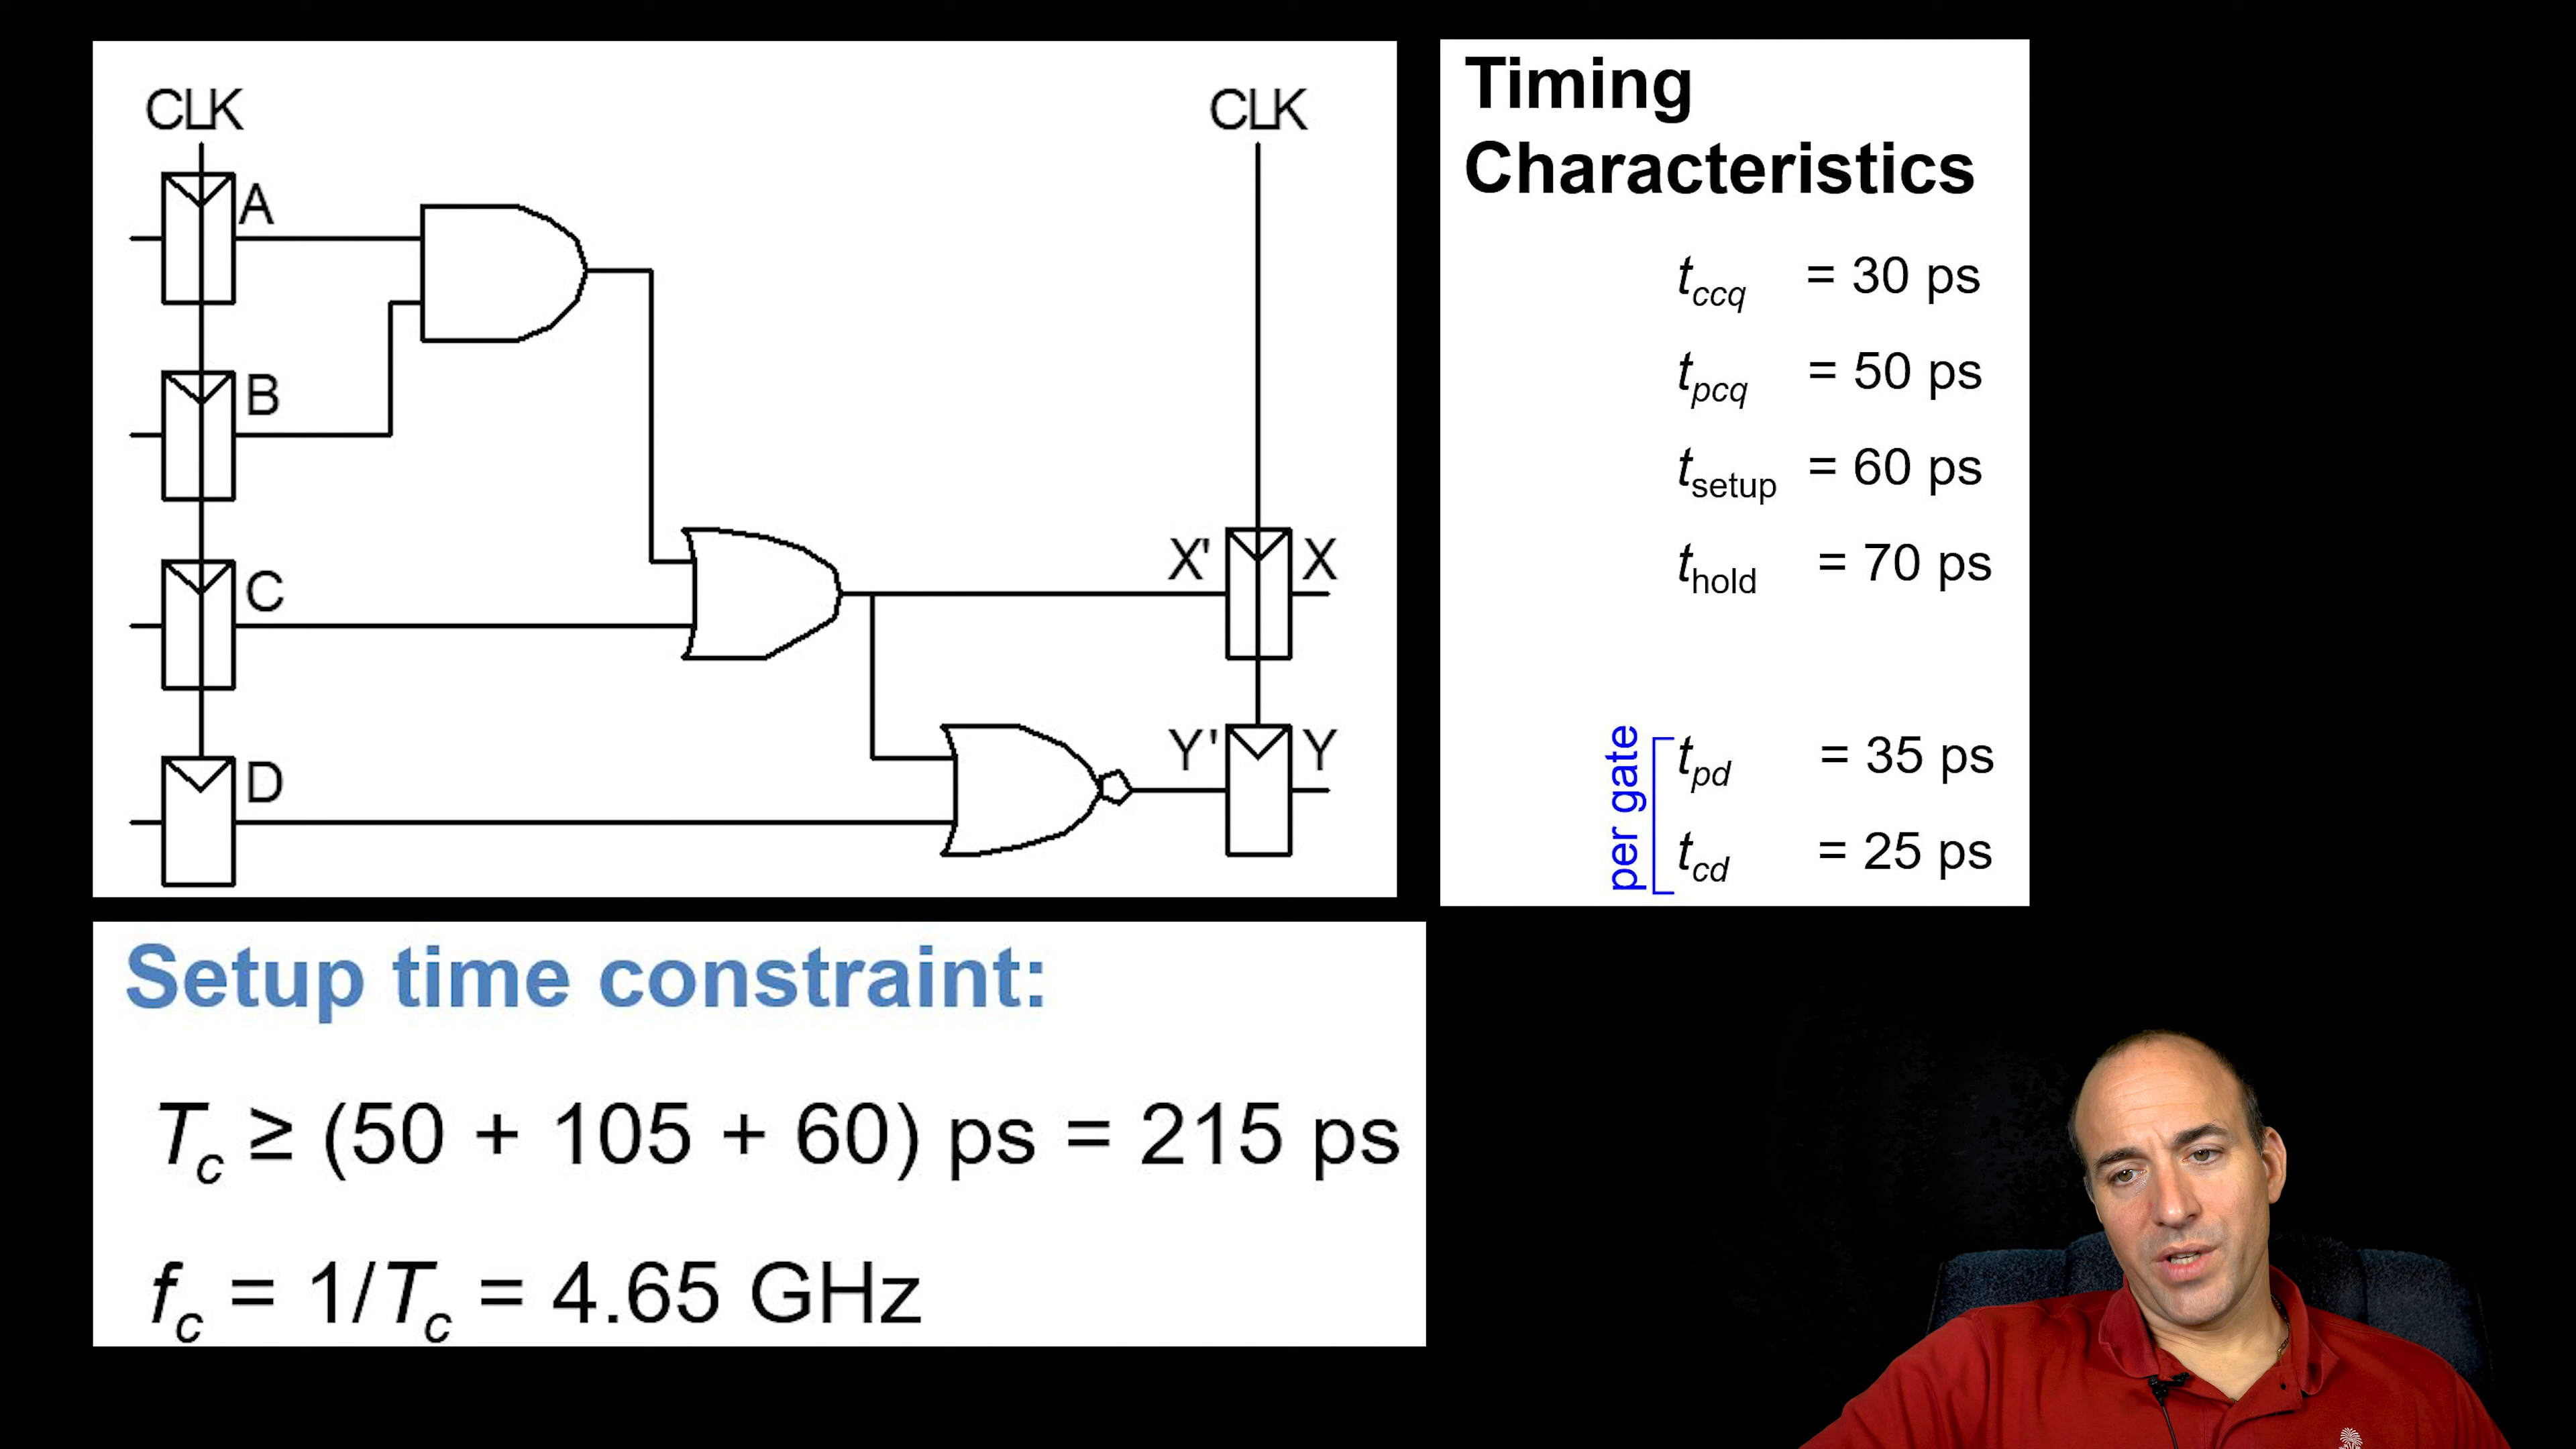 CLK
CLK
A
B
C
D
X'
X
Y'
Y
Timing
Characteristics
tccq = 30 ps
tpcq = 50 ps
tsetup = 60 ps
thold = 70 ps
per gate
tpd = 35 ps
tcd = 25 ps
Setup time constraint:
Tc ≥ (50 + 105 + 60) ps = 215 ps
fc = 1/Tc = 4.65 GHz